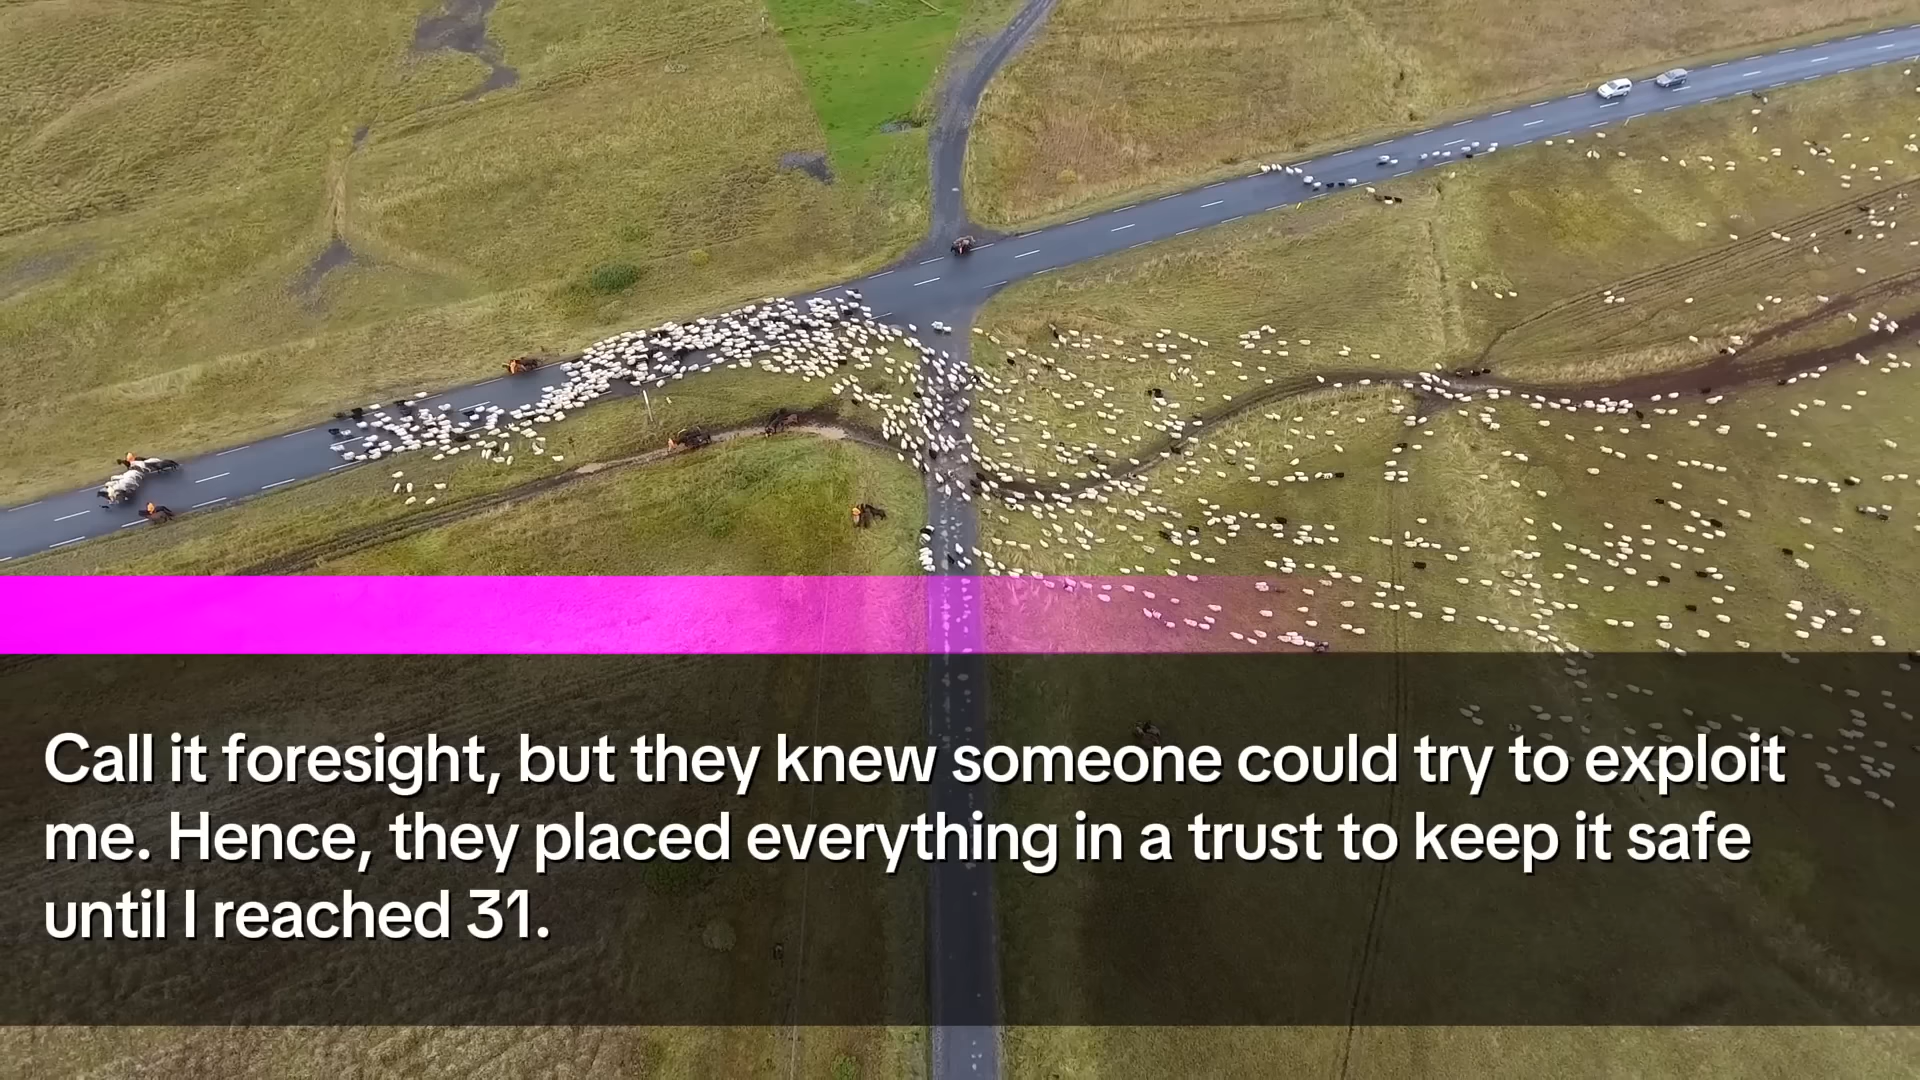 Call it foresight, but they knew someone could try to exploit
me. Hence, they placed everything in a trust to keep it safe
until I reached 31.